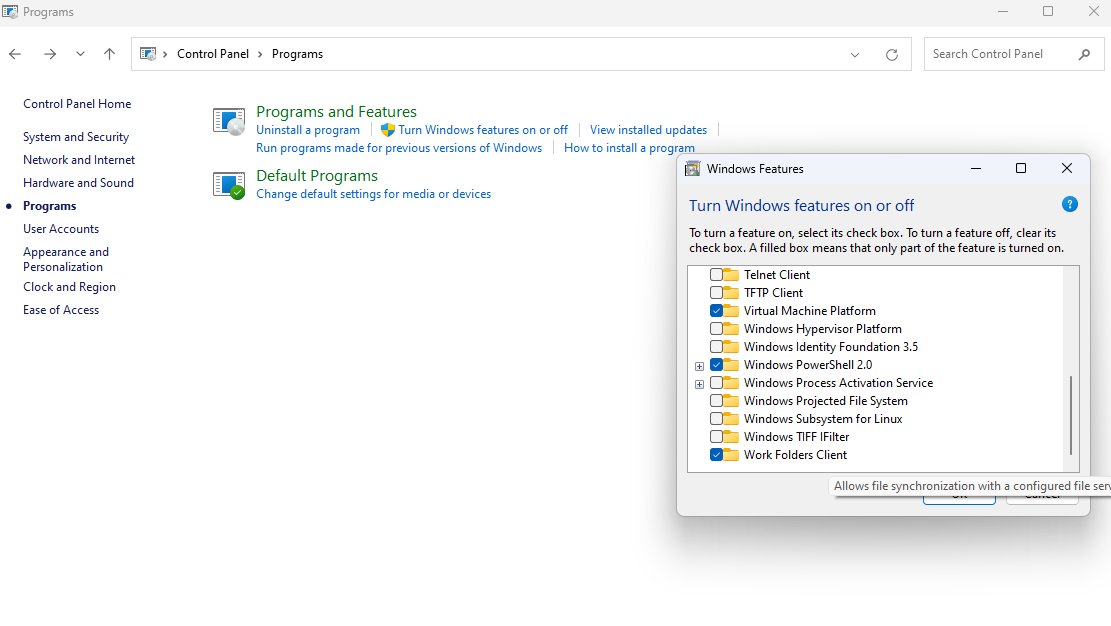 Programs
Control Panel > Programs
Search Control Panel
Control Panel Home
System and Security
Network and Internet
Hardware and Sound
Programs
User Accounts
Appearance and
Personalization
Clock and Region
Ease of Access
Programs and Features
Uninstall a program
Turn Windows features on or off
View installed updates
Run programs made for previous versions of Windows
How to install a program
Default Programs
Change default settings for media or devices
Windows Features
Turn Windows features on or off
?
To turn a feature on, select its check box. To turn a feature off, clear its
check box. A filled box means that only part of the feature is turned on.
Telnet Client
TFTP Client
Virtual Machine Platform
Windows Hypervisor Platform
Windows Identity Foundation 3.5
Windows PowerShell 2.0
Windows Process Activation Service
Windows Projected File System
Windows Subsystem for Linux
Windows TIFF IFilter
Work Folders Client
Allows file synchronization with a configured file serv
OK
Cancel